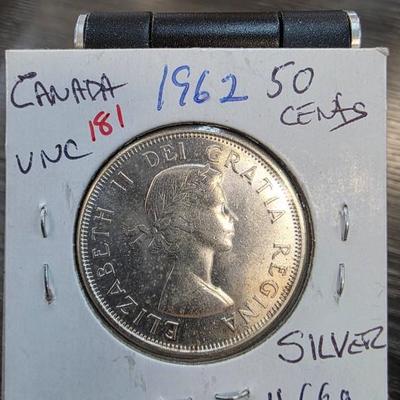 CANADA 1962 50
CENTS
181
UNC
ELIZABETH II DEI GRATIA REGINA
SILVER